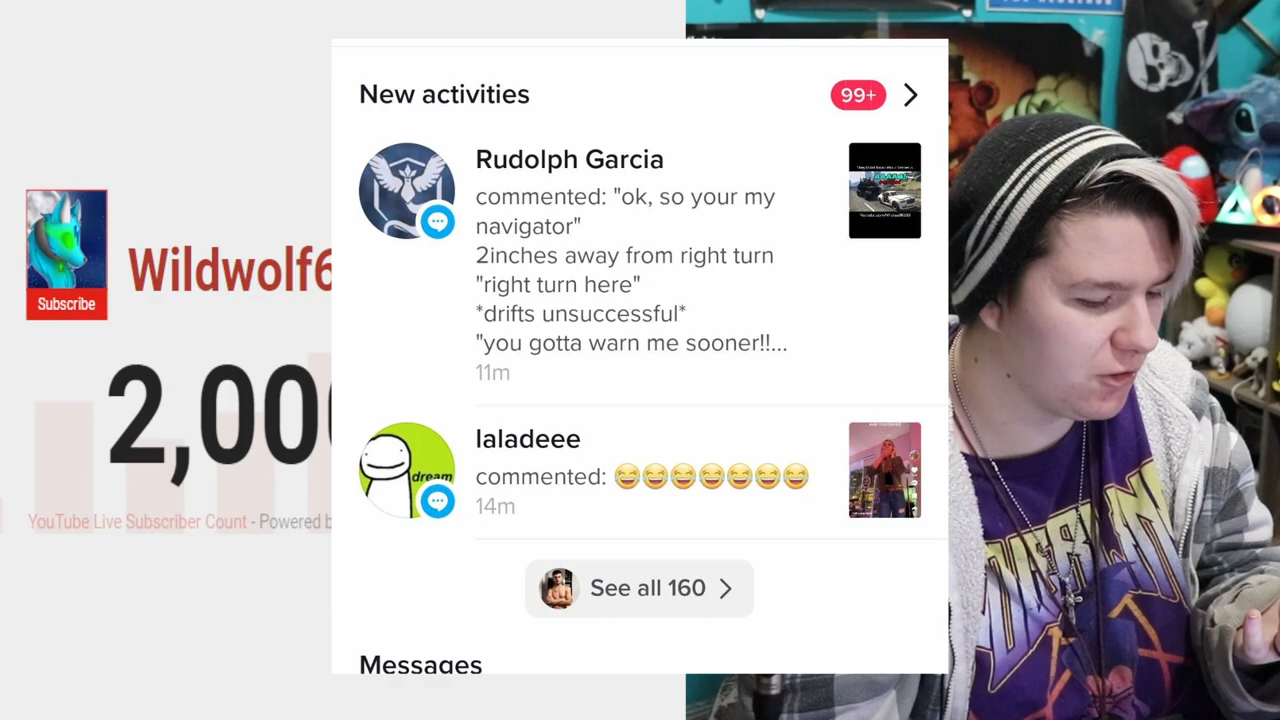 New activities
99+
Rudolph Garcia
commented: "ok, so your my
navigator"
2inches away from right turn
"right turn here"
*drifts unsuccessful*
"you gotta warn me sooner!!...
11m
laladeee
commented: 😂😂😂😂😂😂😂
14m
dream
See all 160
Messages
Subscribe
Wildwolf6
2,000
YouTube Live Subscriber Count - Powered b